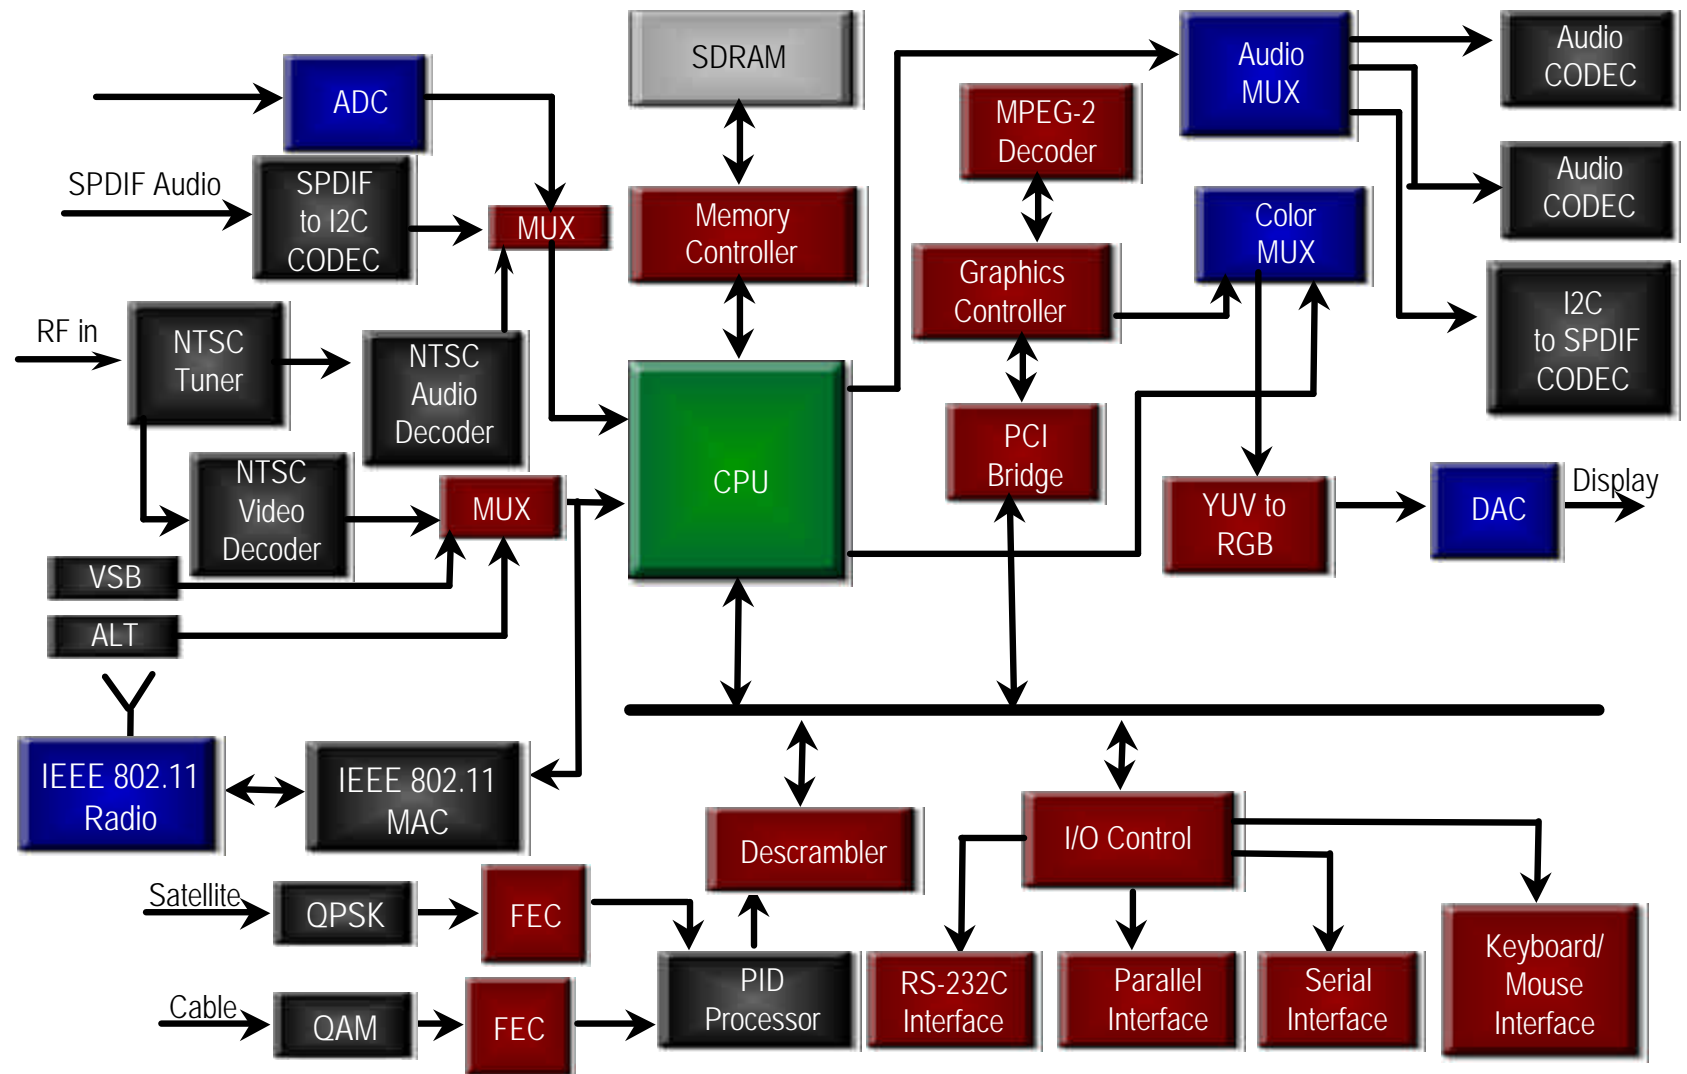 SDRAM
Audio
MUX
Audio
CODEC
ADC
MPEG-2
Decoder
SPDIF Audio
SPDIF
to I2C
CODEC
MUX
Memory
Controller
Color
MUX
Audio
CODEC
Graphics
Controller
I2C
to SPDIF
CODEC
RF in
NTSC
Tuner
NTSC
Audio
Decoder
CPU
PCI
Bridge
NTSC
Video
Decoder
MUX
YUV to
RGB
DAC
Display
VSB
ALT
IEEE 802.11
Radio
IEEE 802.11
MAC
Descrambler
I/O Control
Satellite
QPSK
FEC
Cable
QAM
FEC
PID
Processor
RS-232C
Interface
Parallel
Interface
Serial
Interface
Keyboard/
Mouse
Interface